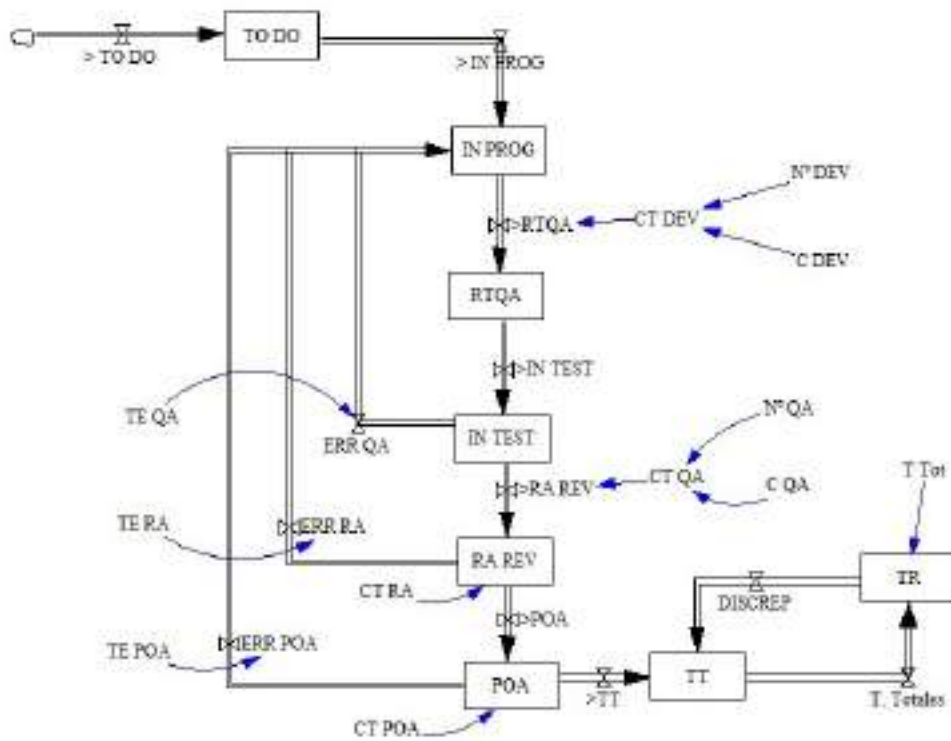 TO DO
> TO DO
> IN PROG
IN PROG
Nº DEV
>RTQA
CT DEV
C DEV
RTQA
>IN TEST
TE QA
ERR QA
IN TEST
Nº QA
>RA REV
CT QA
C QA
T Tot
TE RA
ERR RA
RA REV
TR
CT RA
DISCREP
>POA
ERR POA
TE POA
POA
>TT
TT
T. Totales
CT POA